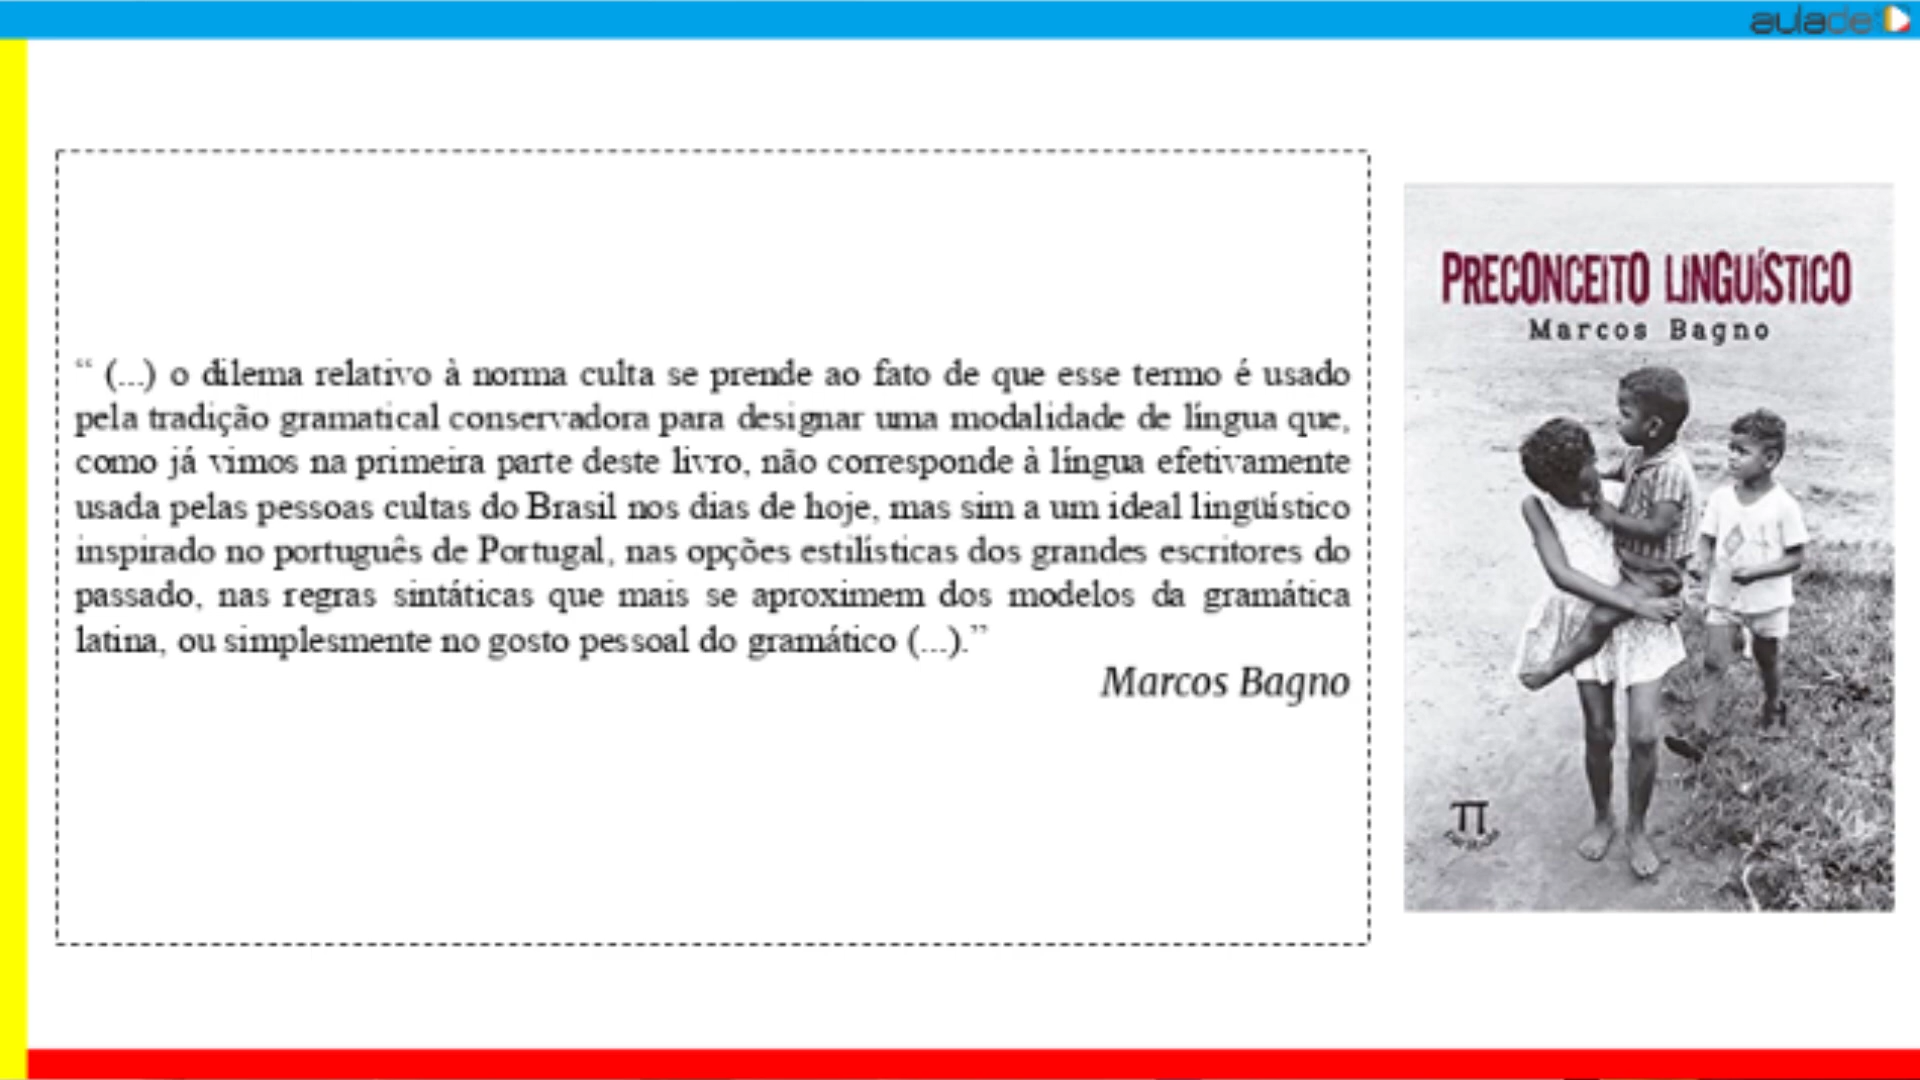 aulade
“ (...) o dilema relativo à norma culta se prende ao fato de que esse termo é usado
pela tradição gramatical conservadora para designar uma modalidade de língua que,
como já vimos na primeira parte deste livro, não corresponde à língua efetivamente
usada pelas pessoas cultas do Brasil nos dias de hoje, mas sim a um ideal lingüístico
inspirado no português de Portugal, nas opções estilísticas dos grandes escritores do
passado, nas regras sintáticas que mais se aproximem dos modelos da gramática
latina, ou simplesmente no gosto pessoal do gramático (...).”
Marcos Bagno
PRECONCEITO LINGUÍSTICO
Marcos Bagno